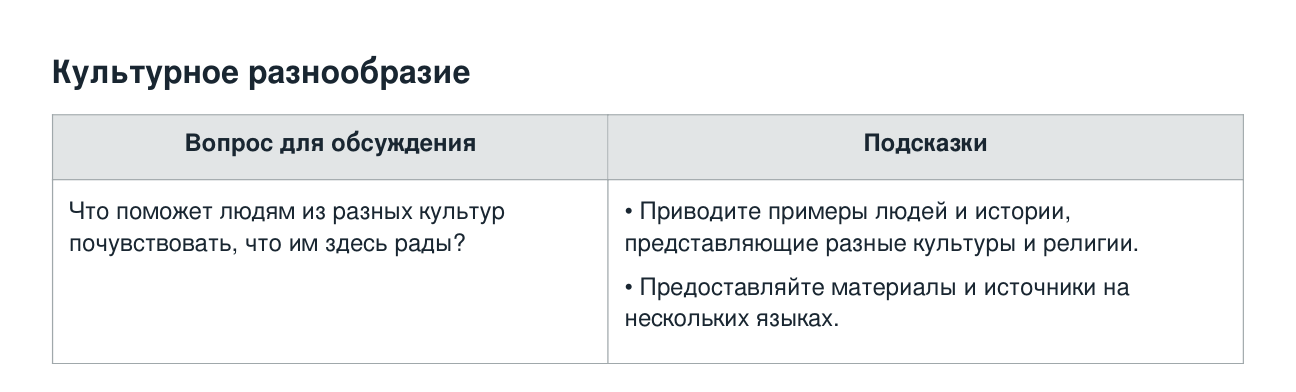 Культурное разнообразие
Вопрос для обсуждения
Подсказки
Что поможет людям из разных культур
почувствовать, что им здесь рады?
• Приводите примеры людей и истории,
представляющие разные культуры и религии.
• Предоставляйте материалы и источники на
нескольких языках.